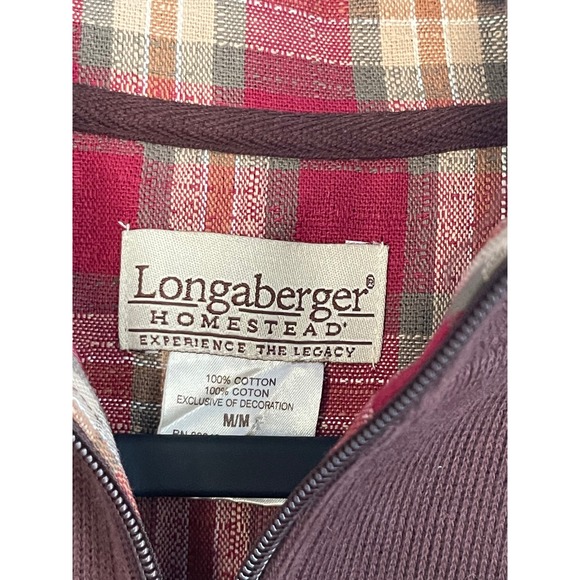 Longaberger®
HOMESTEAD
EXPERIENCE THE LEGACY
100% COTTON
100% COTON
EXCLUSIVE OF DECORATION
M/M